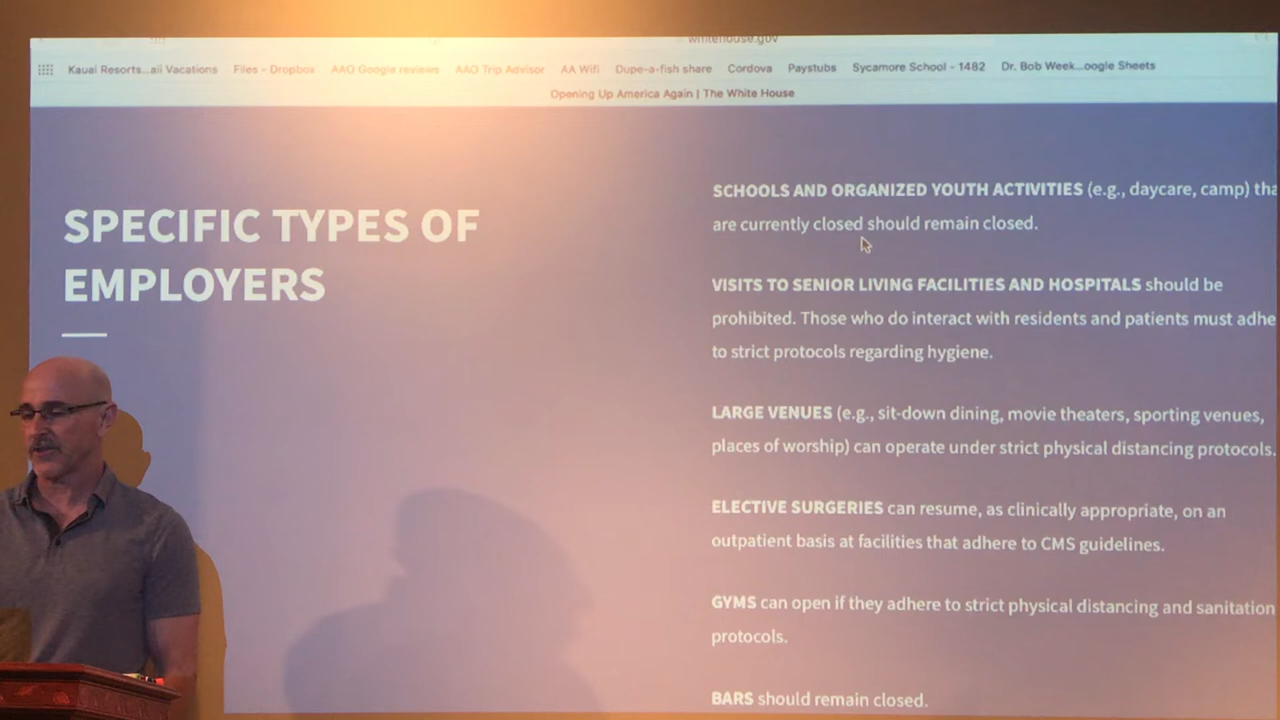 whitehouse.gov
Kauai Resorts...aii Vacations Files - Dropbox AAO Google reviews AAO Trip Advisor AA Wifi Dupe-a-fish share Cordova Paystubs Sycamore School - 1482 Dr. Bob Week...oogle Sheets
Opening Up America Again | The White House
SPECIFIC TYPES OF
EMPLOYERS
SCHOOLS AND ORGANIZED YOUTH ACTIVITIES (e.g., daycare, camp) tha
are currently closed should remain closed.
VISITS TO SENIOR LIVING FACILITIES AND HOSPITALS should be
prohibited. Those who do interact with residents and patients must adhe
to strict protocols regarding hygiene.
LARGE VENUES (e.g., sit-down dining, movie theaters, sporting venues,
places of worship) can operate under strict physical distancing protocols.
ELECTIVE SURGERIES can resume, as clinically appropriate, on an
outpatient basis at facilities that adhere to CMS guidelines.
GYMS can open if they adhere to strict physical distancing and sanitation
protocols.
BARS should remain closed.